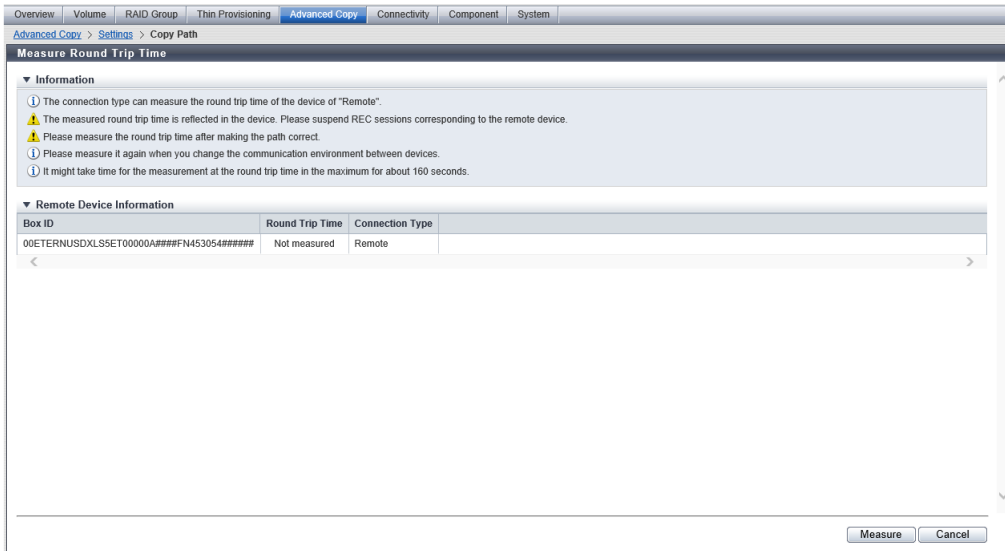 Overview Volume RAID Group Thin Provisioning Advanced Copy Connectivity Component System
Advanced Copy > Settings > Copy Path
Measure Round Trip Time
Information
The connection type can measure the round trip time of the device of "Remote".
The measured round trip time is reflected in the device. Please suspend REC sessions corresponding to the remote device.
Please measure the round trip time after making the path correct.
Please measure it again when you change the communication environment between devices.
It might take time for the measurement at the round trip time in the maximum for about 160 seconds.
Remote Device Information
Box ID Round Trip Time Connection Type
00ETERNUSDXLS5ET00000A####FN453054###### Not measured Remote
Measure Cancel